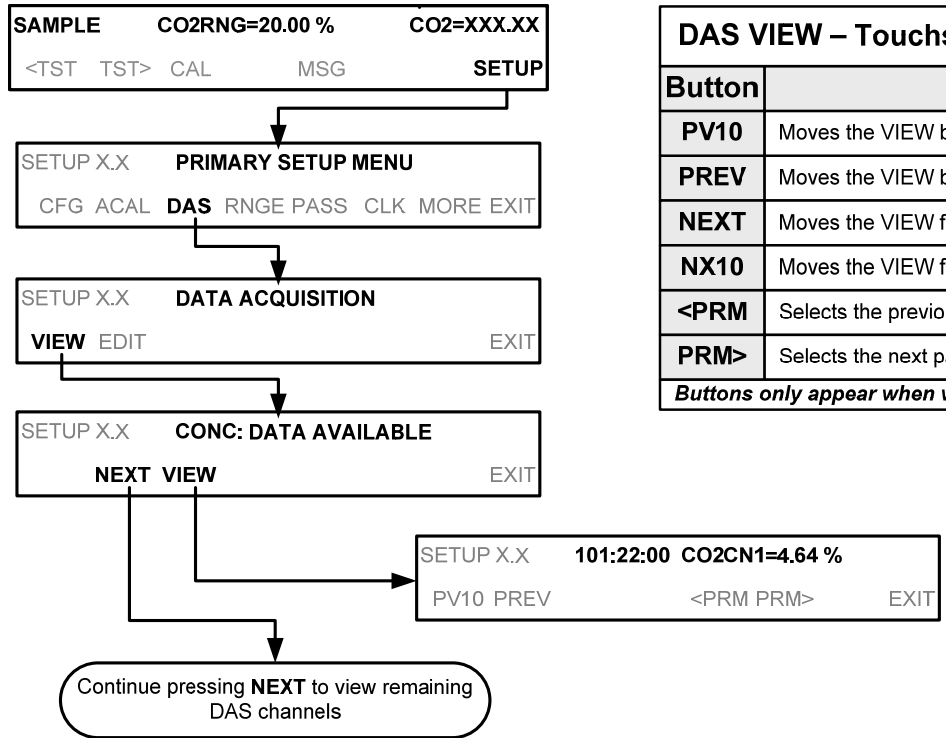 SAMPLE CO2RNG=20.00 % CO2=XXX.XX
<TST TST> CAL MSG SETUP
SETUP X.X PRIMARY SETUP MENU
CFG ACAL DAS RNGE PASS CLK MORE EXIT
SETUP X.X DATA ACQUISITION
VIEW EDIT EXIT
SETUP X.X CONC: DATA AVAILABLE
NEXT VIEW EXIT
SETUP X.X 101:22:00 CO2CN1=4.64 %
PV10 PREV <PRM PRM> EXIT
Continue pressing NEXT to view remaining
DAS channels
DAS VIEW – Touchs
Button
PV10 Moves the VIEW b
PREV Moves the VIEW b
NEXT Moves the VIEW f
NX10 Moves the VIEW f
<PRM Selects the previo
PRM> Selects the next p
Buttons only appear when